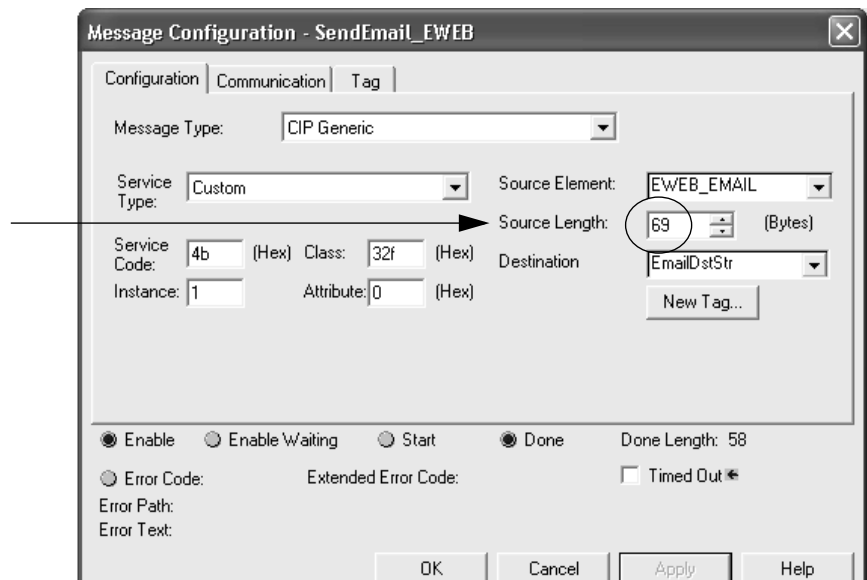 Message Configuration - SendEmail_EWEB
Configuration Communication Tag
Message Type: CIP Generic
Service Type: Custom
Source Element: EWEB_EMAIL
Source Length: 69 (Bytes)
Service Code: 4b (Hex) Class: 32f (Hex)
Destination EmailDstStr
Instance: 1 Attribute: 0 (Hex)
New Tag...
Enable Enable Waiting Start Done Done Length: 58
Error Code: Extended Error Code: Timed Out
Error Path:
Error Text:
OK Cancel Apply Help